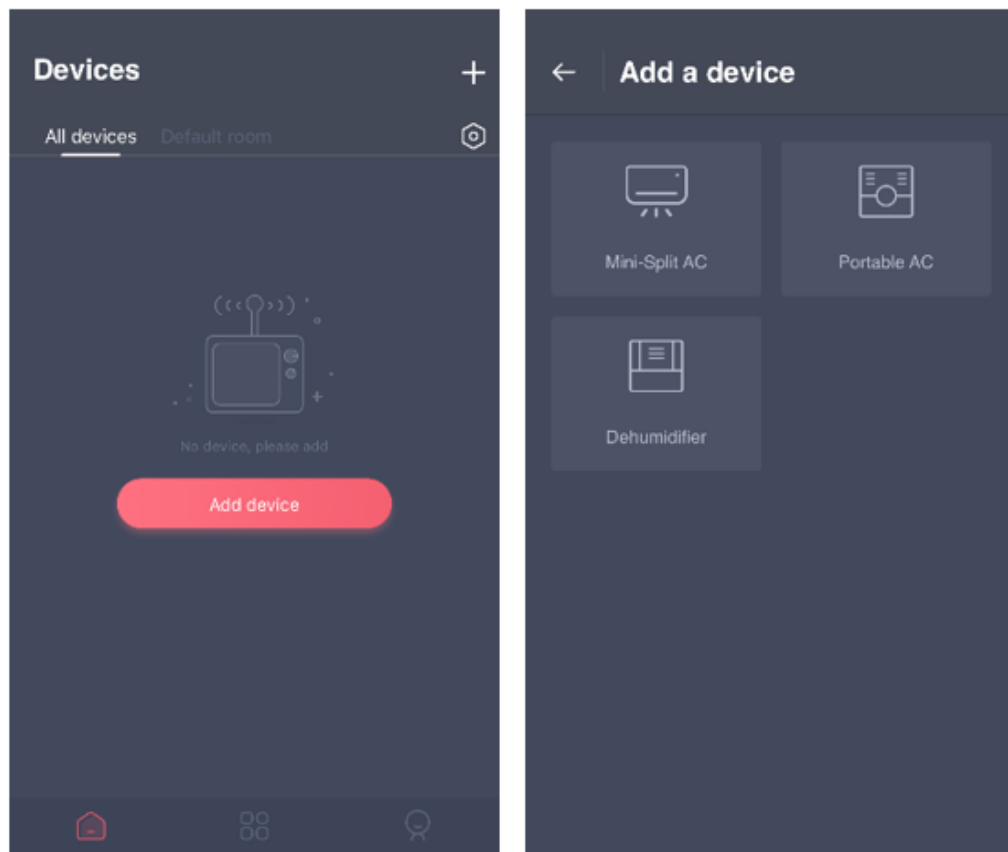 Devices
All devices Default room
No device, please add
Add device
Add a device
Mini-Split AC
Portable AC
Dehumidifier